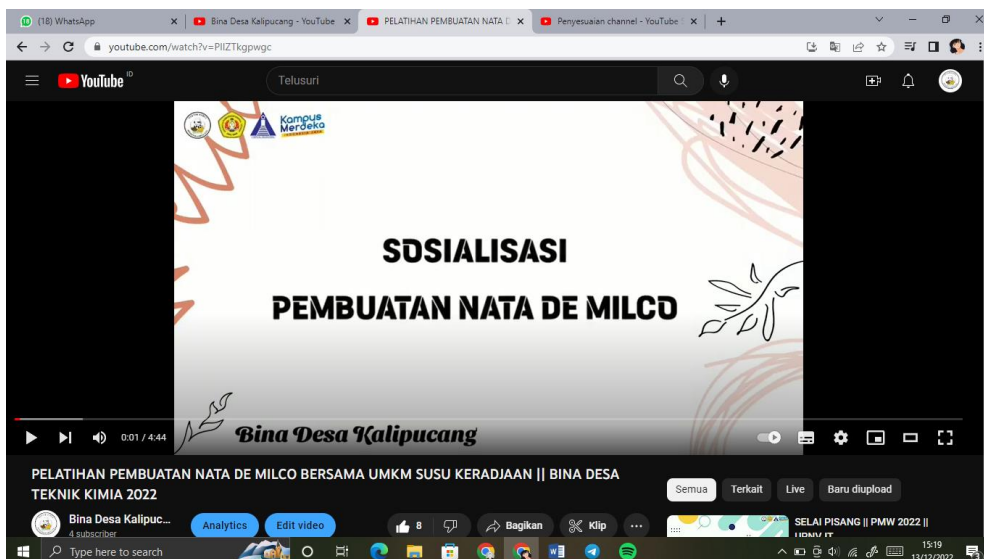 (18) WhatsApp
Bina Desa Kalipucang - YouTube
PELATIHAN PEMBUATAN NATA D
Penyesuaian channel - YouTube
youtube.com/watch?v=PIIZTkgpwgc
YouTube ID
Telusuri
Kampus
Merdeka
SOSIALISASI
PEMBUATAN NATA DE MILCO
Bina Desa Kalipucang
0:01 / 4:44
PELATIHAN PEMBUATAN NATA DE MILCO BERSAMA UMKM SUSU KERADJAAN || BINA DESA
TEKNIK KIMIA 2022
Semua Terkait Live Baru diupload
Bina Desa Kalipuc...
4 subscriber
Analytics
Edit video
8
Bagikan
Klip
...
SELAI PISANG || PMW 2022 ||
UPNVJT
Type here to search
15:19
13/12/2022